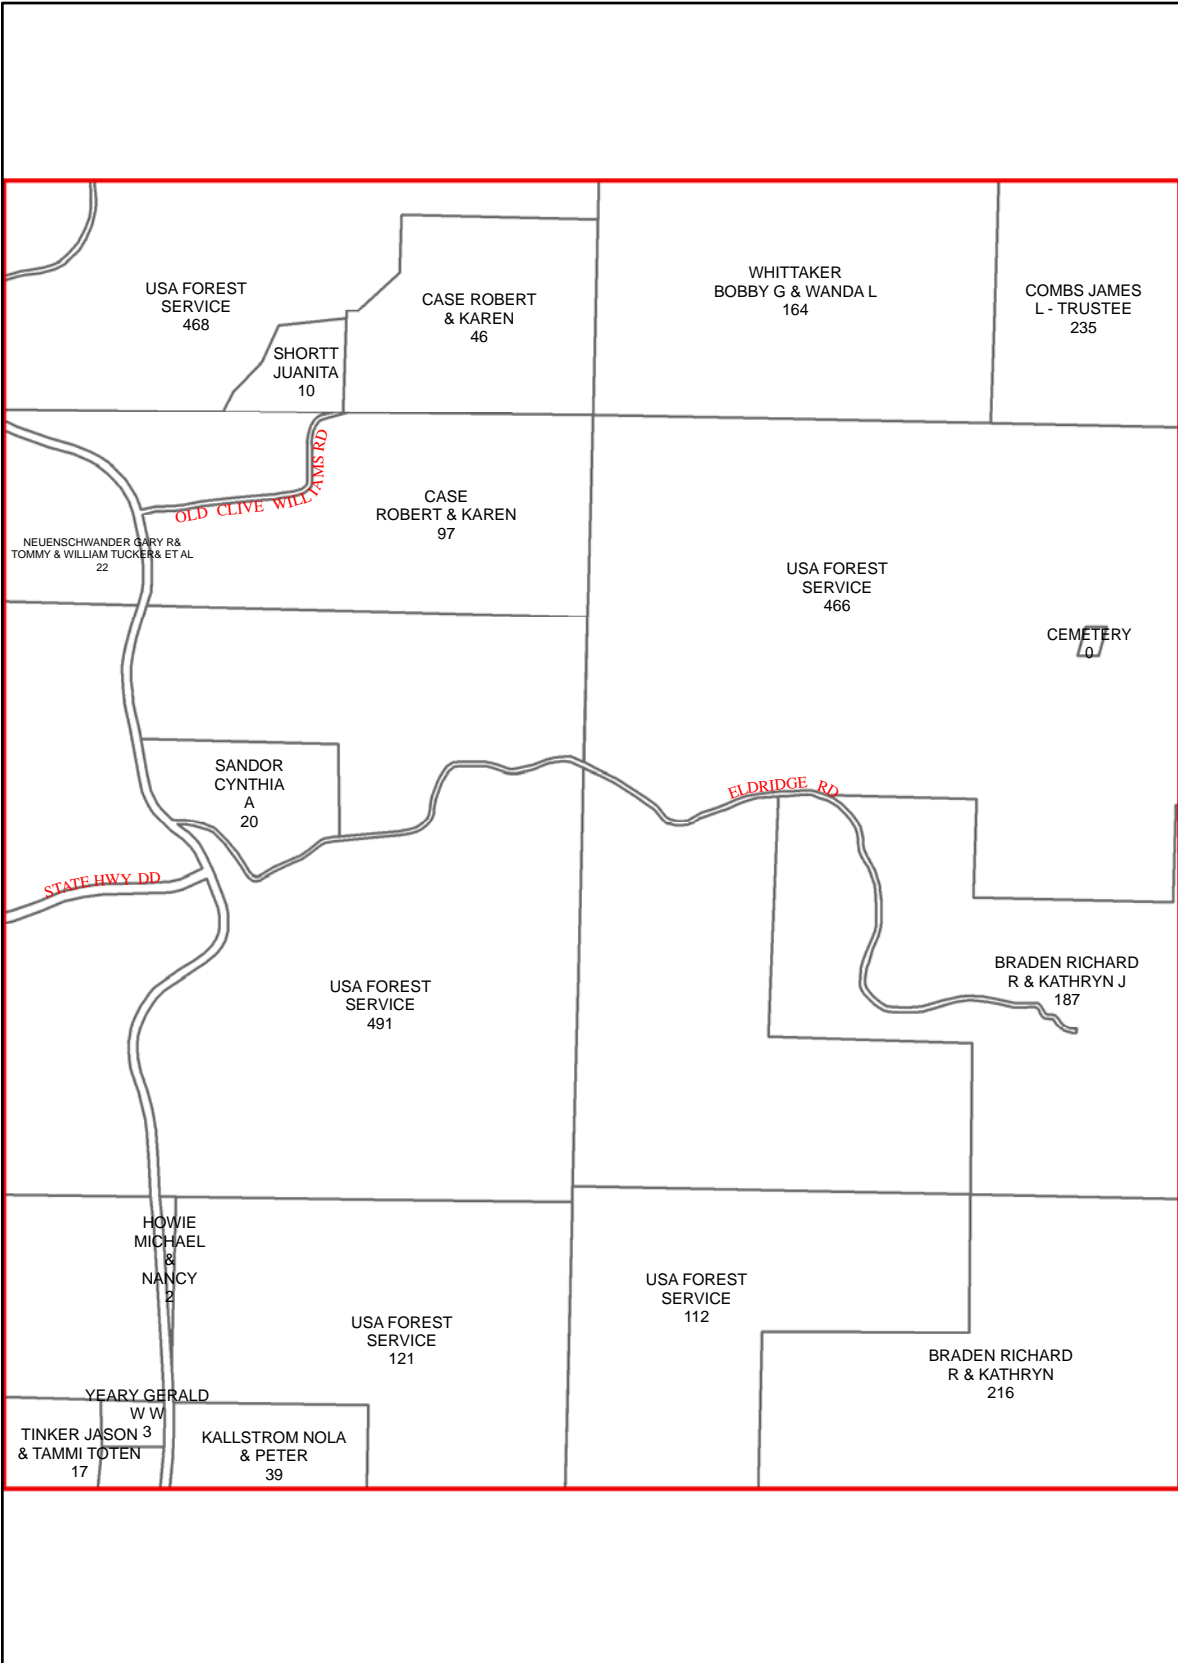 USA FOREST
SERVICE
468
CASE ROBERT
& KAREN
46
WHITTAKER
BOBBY G & WANDA L
164
COMBS JAMES
L - TRUSTEE
235
SHORTT
JUANITA
10
OLD CLIVE WILLIAMS RD
CASE
ROBERT & KAREN
97
NEUENSCHWANDER GARY R&
TOMMY & WILLIAM TUCKER& ET AL
22
USA FOREST
SERVICE
466
CEMETERY
0
SANDOR
CYNTHIA
A
20
ELDRIDGE RD
STATE HWY DD
USA FOREST
SERVICE
491
BRADEN RICHARD
R & KATHRYN J
187
HOWIE
MICHAEL
&
NANCY
2
USA FOREST
SERVICE
121
USA FOREST
SERVICE
112
BRADEN RICHARD
R & KATHRYN
216
YEARY GERALD
W W
3
TINKER JASON
& TAMMI TOTEN
17
KALLSTROM NOLA
& PETER
39